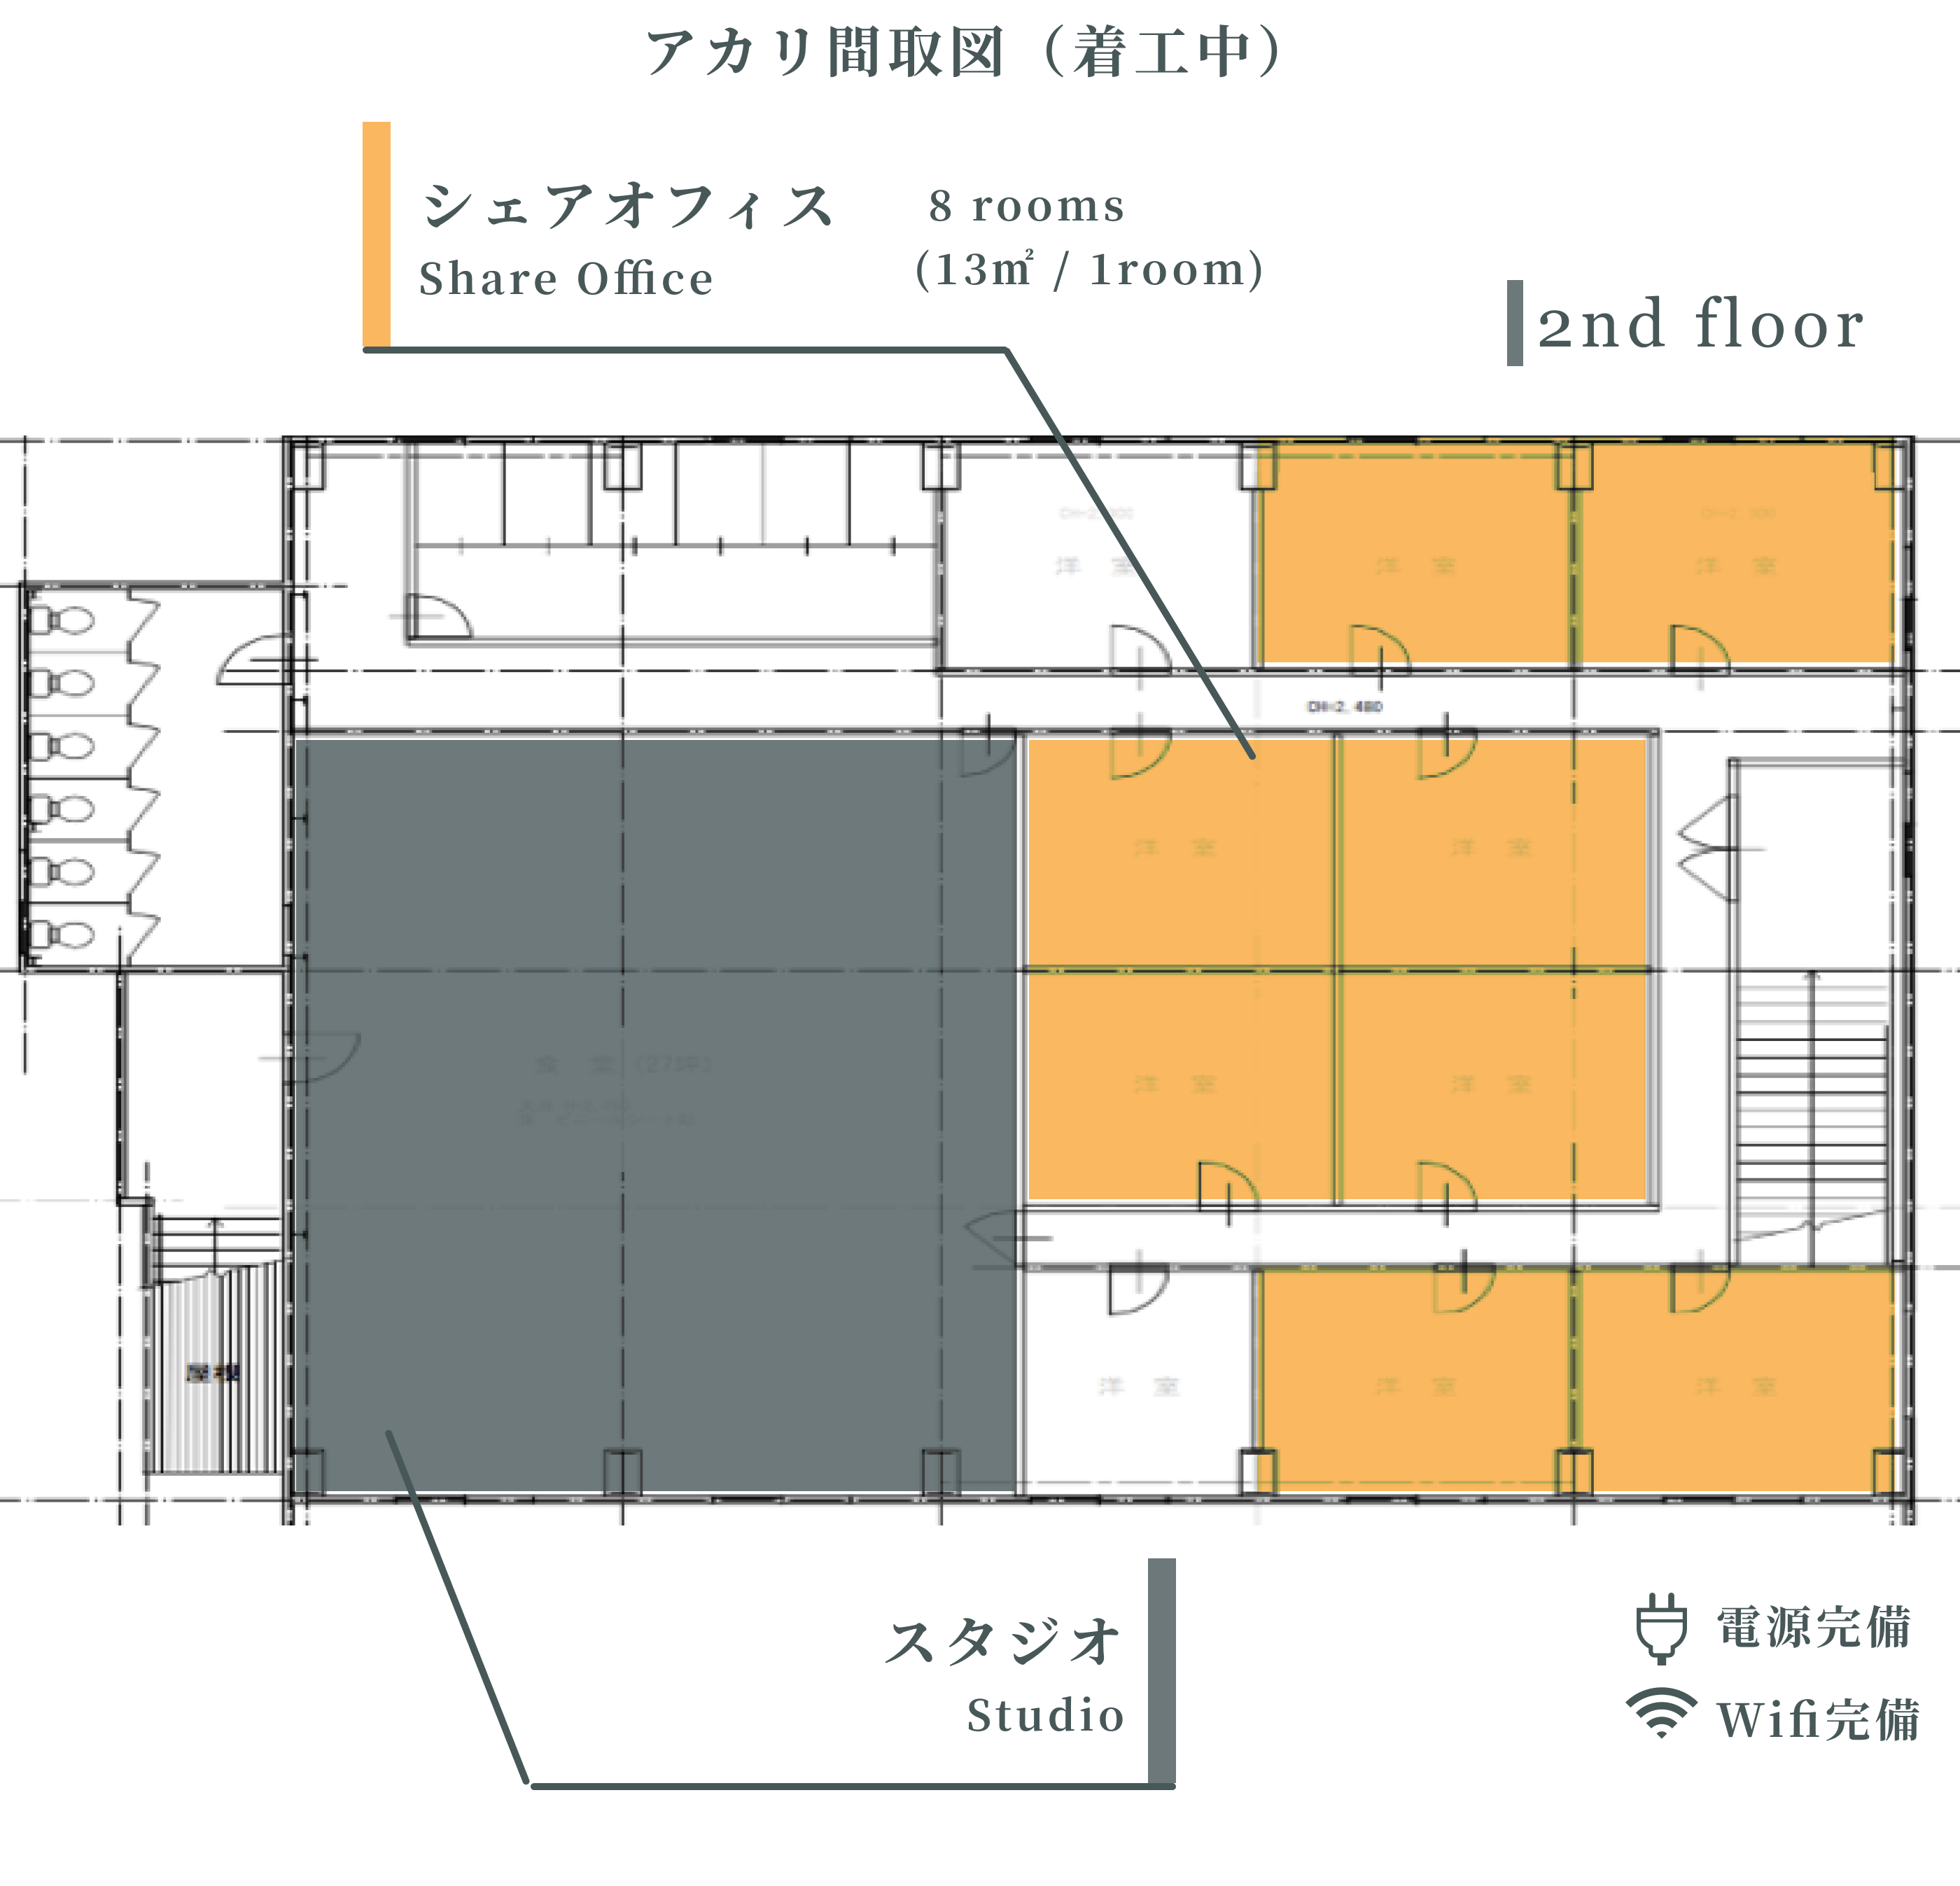 アカリ間取図（着工中）
シェアオフィス
Share Office
8 rooms
(13㎡ / 1room)
2nd floor
洋 室
洋 室
洋 室
CH=2,480
洋 室
洋 室
洋 室
洋 室
洋 室
洋 室
洋 室
スタジオ
Studio
電源完備
Wifi完備